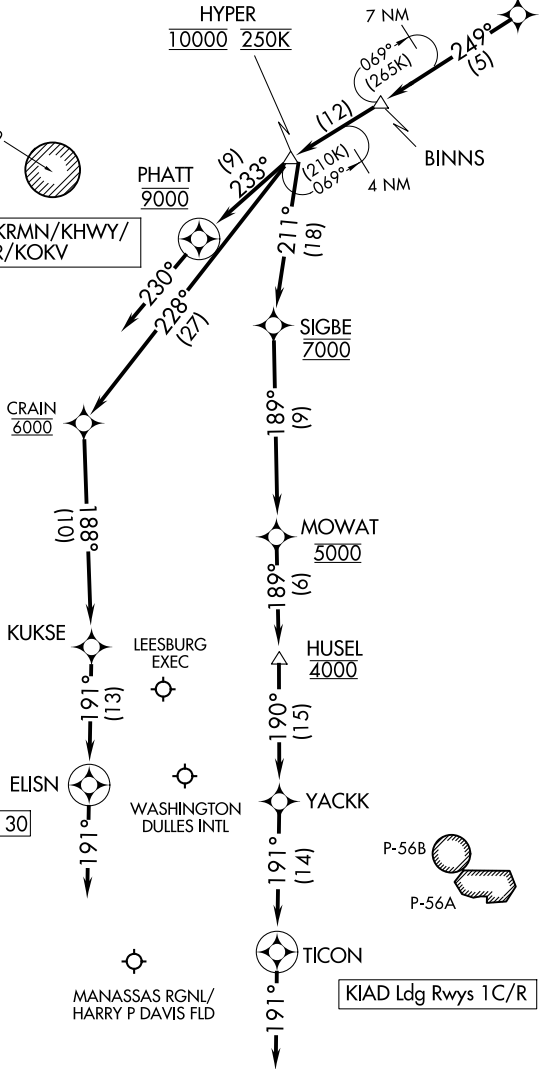 HYPER
10000 250K
7 NM
249°
(5)
069°
(265K)
(12)
BINNS
(210K)
069°
4 NM
(9)
233°
PHATT
9000
211°
(18)
KRMN/KHWY/
R/KOKV
230°
228°
(27)
SIGBE
7000
CRAIN
6000
189°
(9)
188°
(10)
MOWAT
5000
189°
(6)
KUKSE
LEESBURG
EXEC
HUSEL
4000
191°
(13)
190°
(15)
ELISN
WASHINGTON
DULLES INTL
YACKK
30
191°
191°
(14)
P-56B
P-56A
TICON
MANASSAS RGNL/
HARRY P DAVIS FLD
191°
KIAD Ldg Rwys 1C/R